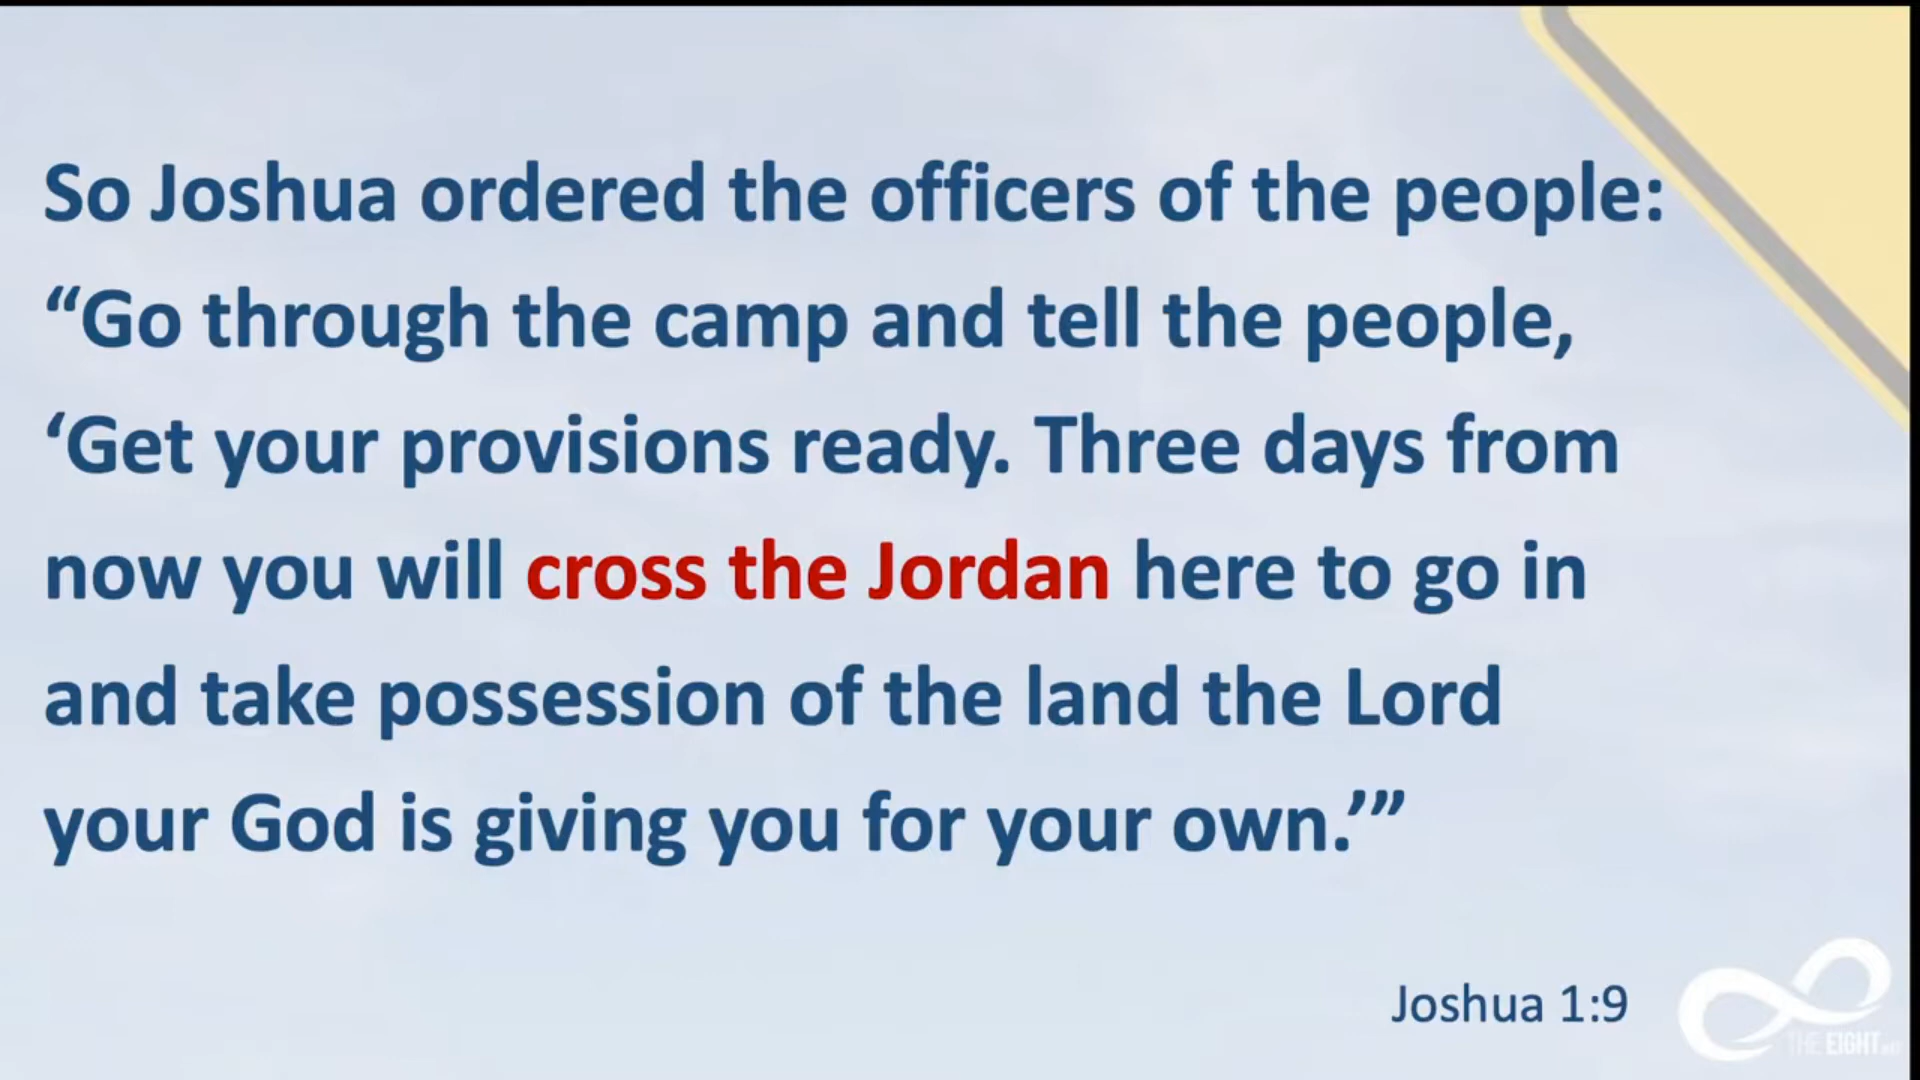 So Joshua ordered the officers of the people:
“Go through the camp and tell the people,
‘Get your provisions ready. Three days from
now you will cross the Jordan here to go in
and take possession of the land the Lord
your God is giving you for your own.’”
Joshua 1:9
THE EIGHT